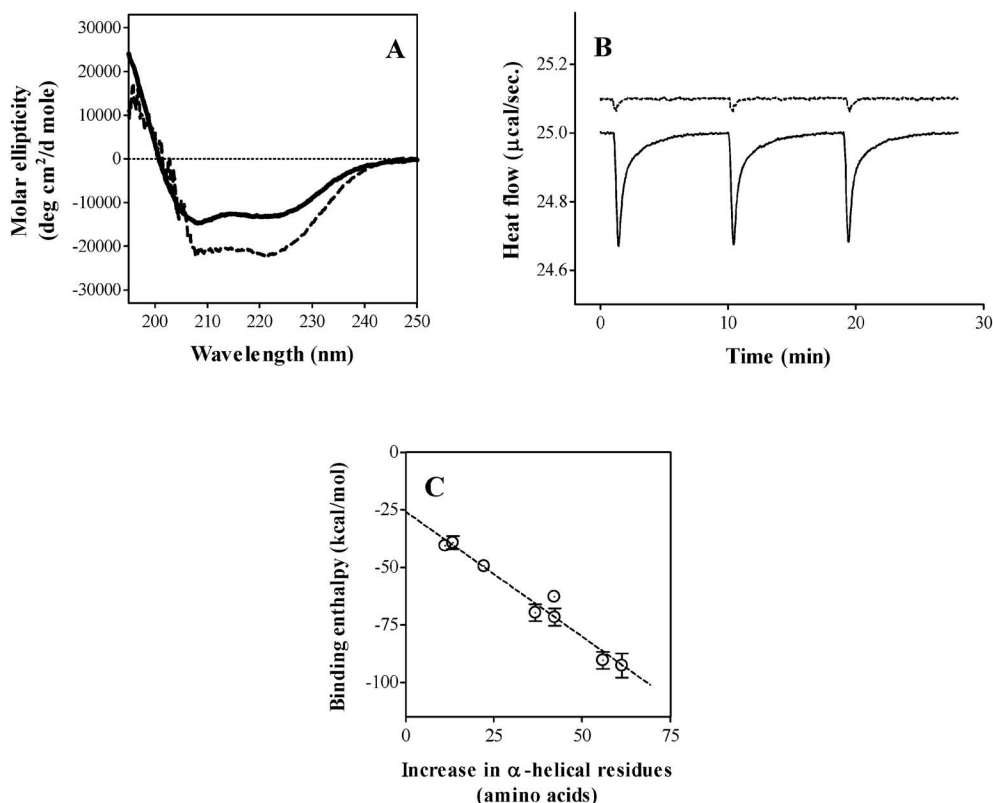 A
30000
20000
10000
0
-10000
-20000
-30000
Molar ellipticity
(deg cm²/d mole)
200 210 220 230 240 250
Wavelength (nm)
B
25.2
25.0
24.8
24.6
Heat flow (μcal/sec.)
0 10 20 30
Time (min)
C
0
-25
-50
-75
-100
Binding enthalpy (kcal/mol)
0 25 50 75
Increase in α-helical residues
(amino acids)